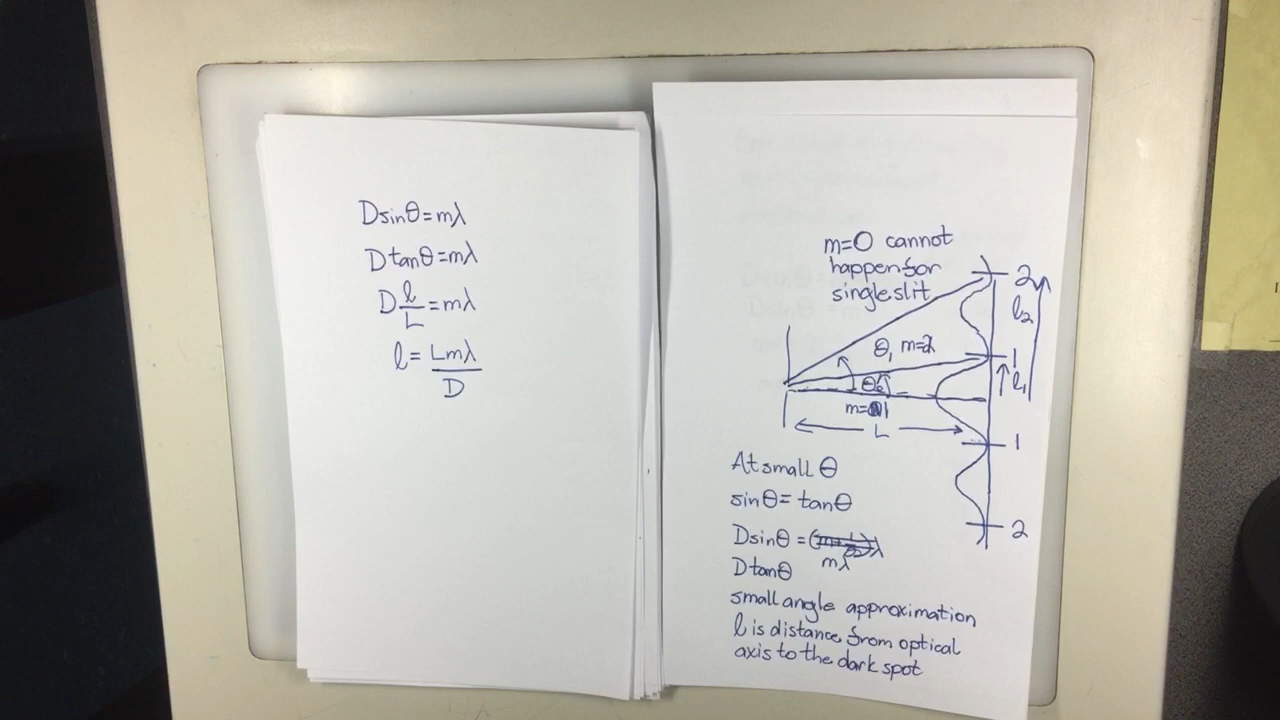 Dsinθ=mλ
Dtanθ=mλ
D l/L=mλ
l=Lmλ/D
m=0 cannot
happen for
single slit
2
l₂
θ, m=2
1
l₁
θ
m=1
L
1
2
At small θ
sinθ=tanθ
Dsinθ=
mλ
Dtanθ
small angle approximation
l is distance from optical
axis to the dark spot